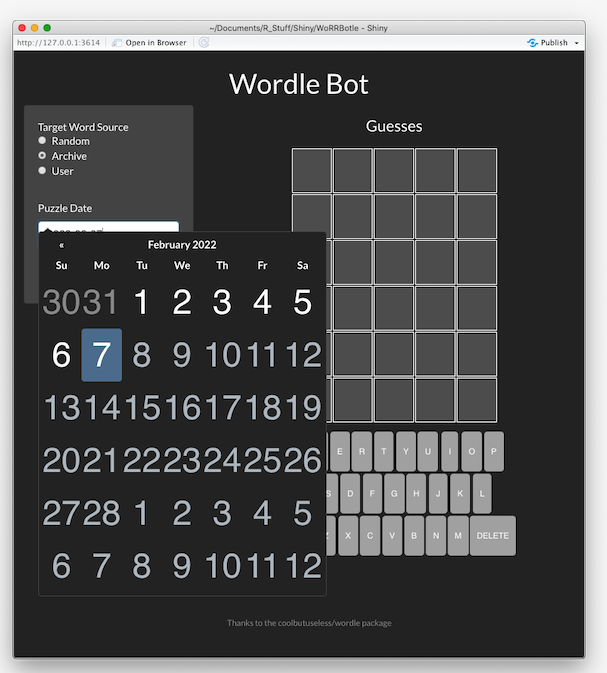 ~/Documents/R_Stuff/Shiny/WoRRBotle - Shiny
http://127.0.0.1:3614 Open in Browser Publish
Wordle Bot
Target Word Source
Random
Archive
User
Puzzle Date
Guesses
« February 2022
Su Mo Tu We Th Fr Sa
30 31 1 2 3 4 5
6 7 8 9 10 11 12
13 14 15 16 17 18 19
20 21 22 23 24 25 26
27 28 1 2 3 4 5
6 7 8 9 10 11 12
E R T Y U I O P
S D F G H J K L
Z X C V B N M DELETE
Thanks to the coolbutuseless/wordle package